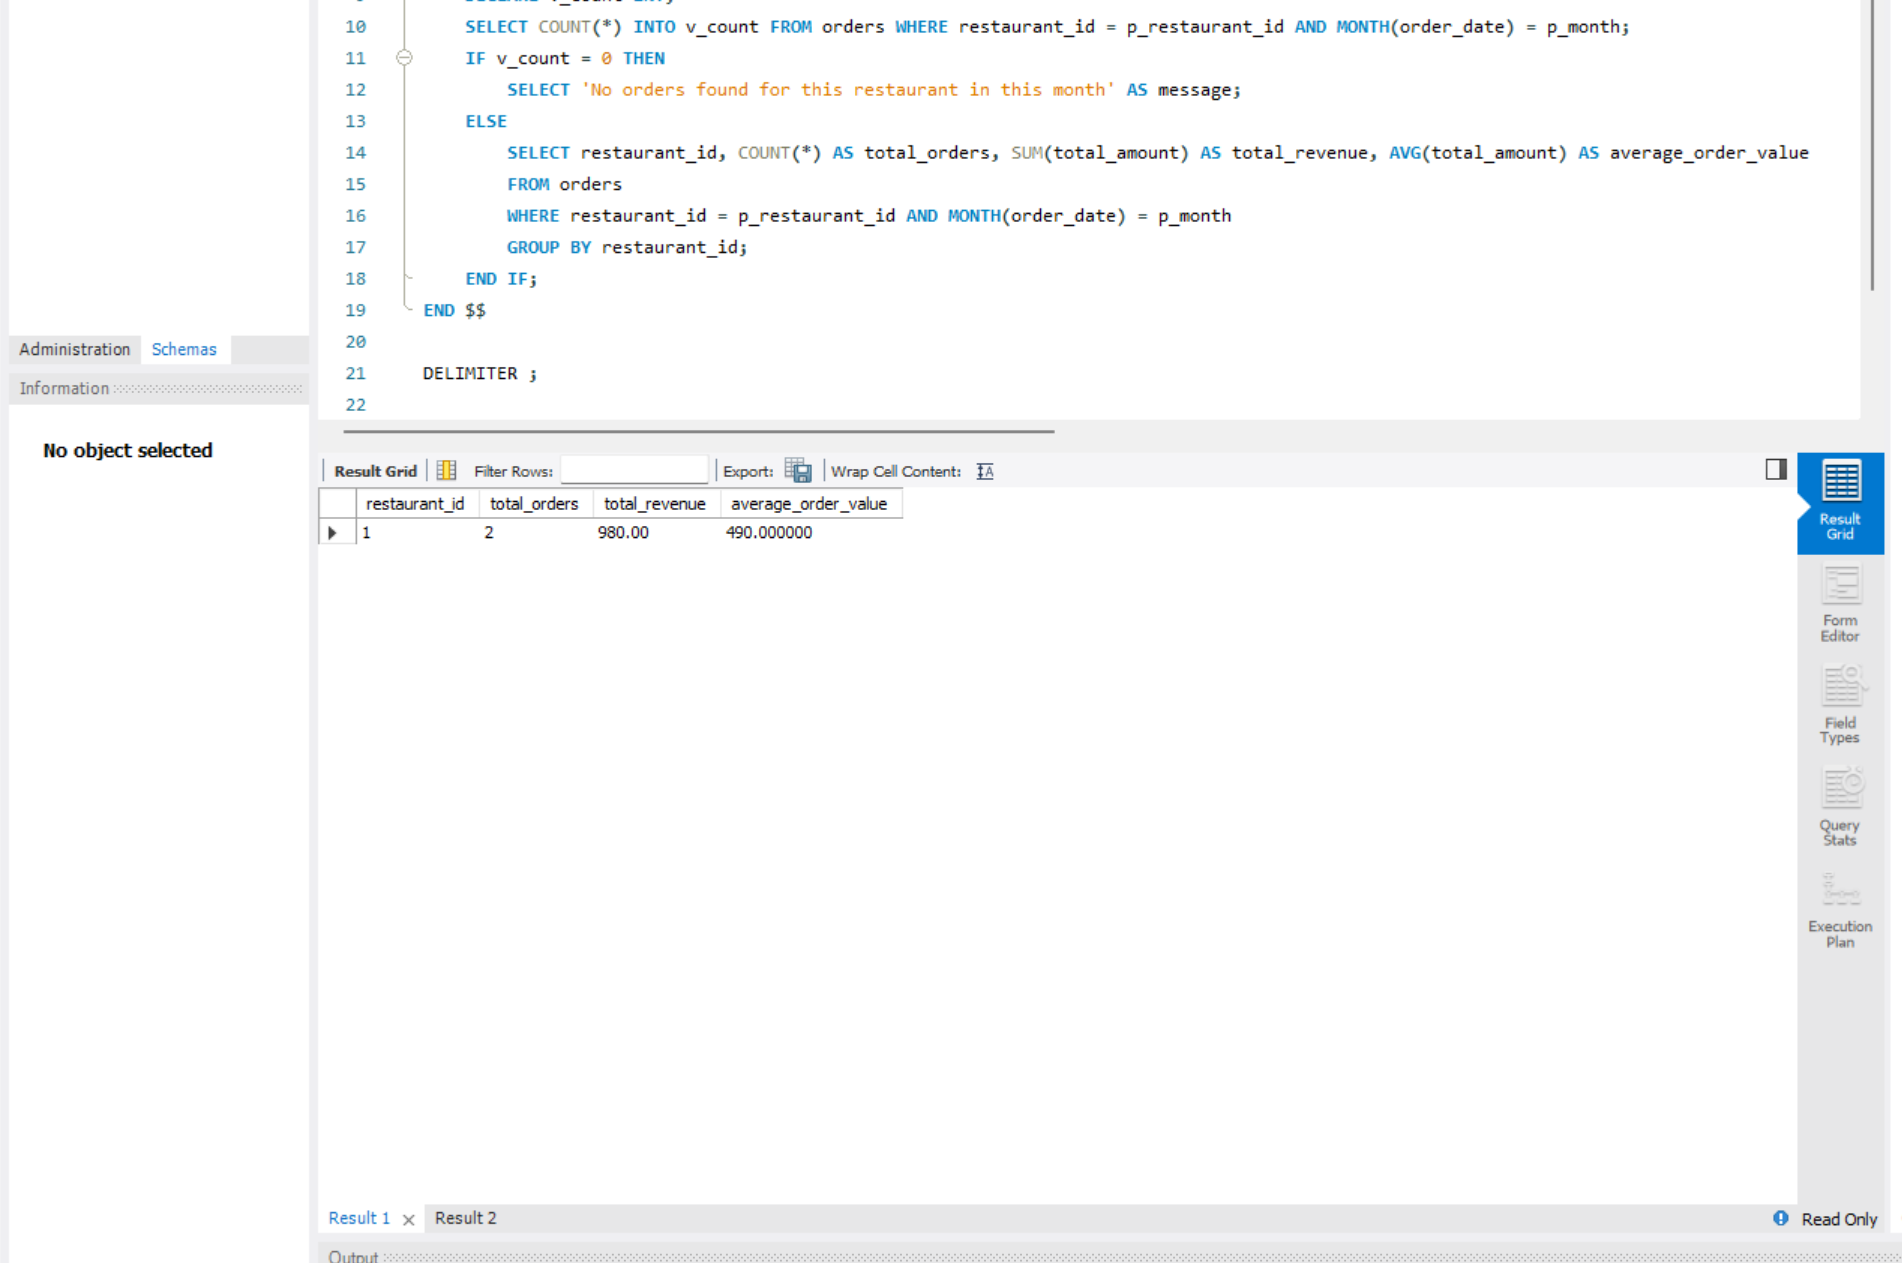 10 SELECT COUNT(*) INTO v_count FROM orders WHERE restaurant_id = p_restaurant_id AND MONTH(order_date) = p_month;
11 IF v_count = 0 THEN
12 SELECT 'No orders found for this restaurant in this month' AS message;
13 ELSE
14 SELECT restaurant_id, COUNT(*) AS total_orders, SUM(total_amount) AS total_revenue, AVG(total_amount) AS average_order_value
15 FROM orders
16 WHERE restaurant_id = p_restaurant_id AND MONTH(order_date) = p_month
17 GROUP BY restaurant_id;
18 END IF;
19 END $$
20
21 DELIMITER ;
22
Administration Schemas
Information
No object selected
Result Grid Filter Rows: Export: Wrap Cell Content:
restaurant_id total_orders total_revenue average_order_value
1 2 980.00 490.000000
Result
Grid
Form
Editor
Field
Types
Query
Stats
Execution
Plan
Result 1 Result 2
Read Only
Output